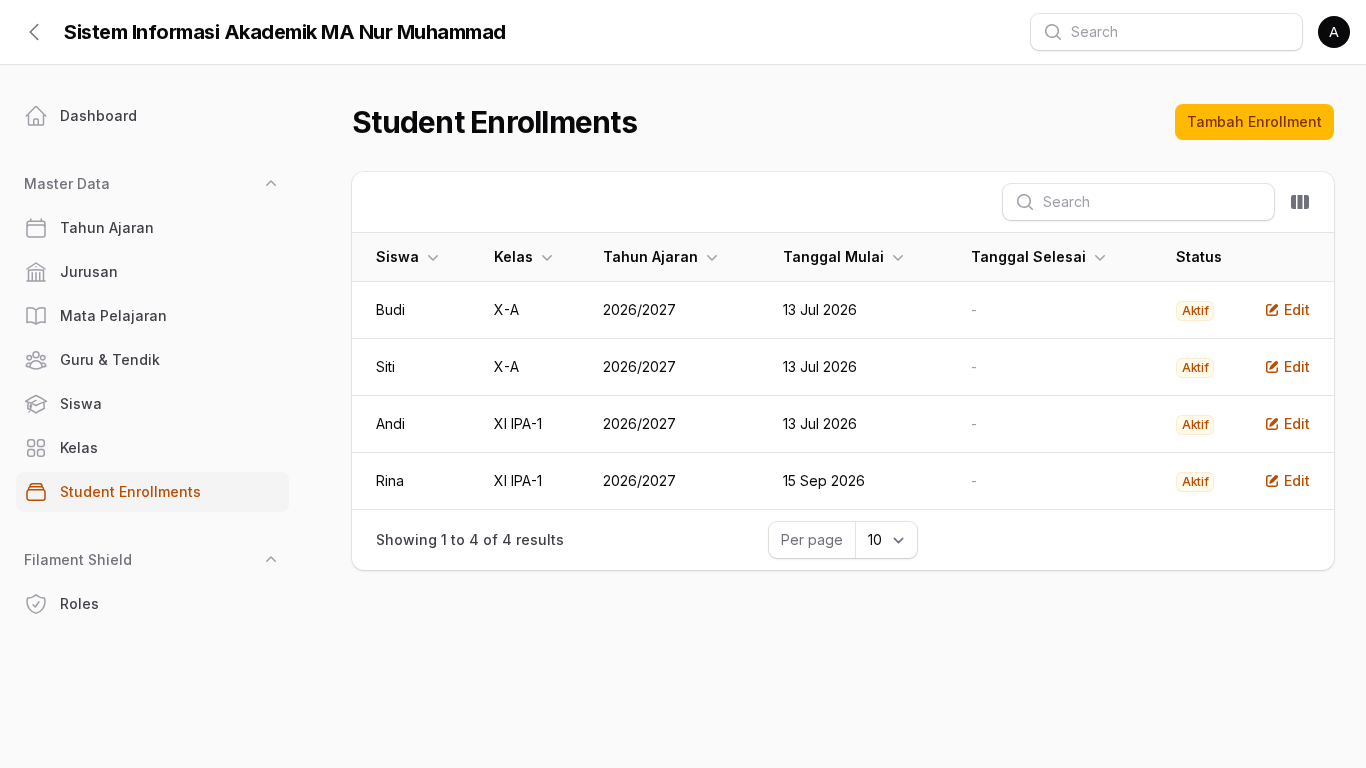 Sistem Informasi Akademik MA Nur Muhammad
Search
A
Dashboard
Master Data
Tahun Ajaran
Jurusan
Mata Pelajaran
Guru & Tendik
Siswa
Kelas
Student Enrollments
Filament Shield
Roles
Student Enrollments
Tambah Enrollment
Search
Siswa Kelas Tahun Ajaran Tanggal Mulai Tanggal Selesai Status
Budi X-A 2026/2027 13 Jul 2026 - Aktif Edit
Siti X-A 2026/2027 13 Jul 2026 - Aktif Edit
Andi XI IPA-1 2026/2027 13 Jul 2026 - Aktif Edit
Rina XI IPA-1 2026/2027 15 Sep 2026 - Aktif Edit
Showing 1 to 4 of 4 results
Per page 10